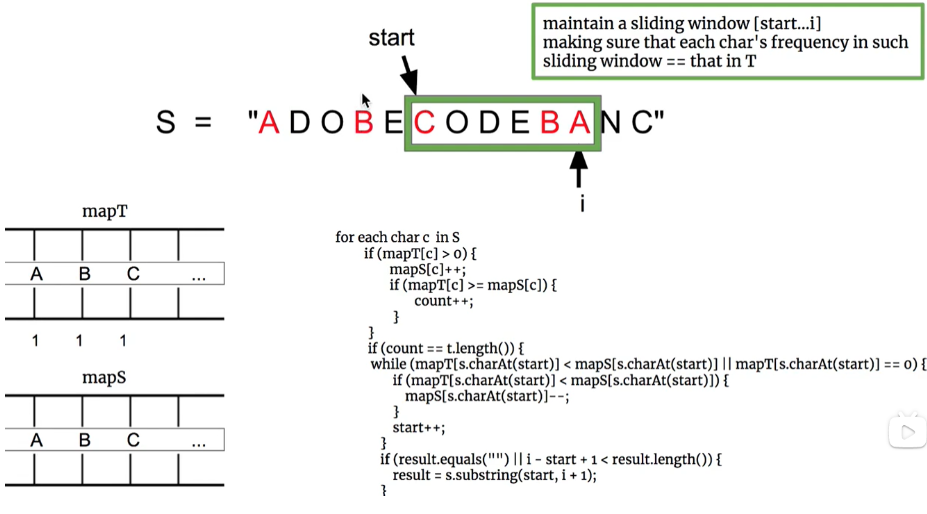 start
maintain a sliding window [start...i]
making sure that each char's frequency in such
sliding window == that in T
S = "ADOBECODEBANC"
i
mapT
A B C ...
1 1 1
mapS
A B C ...
for each char c in S
if (mapT[c] > 0) {
mapS[c]++;
if (mapT[c] >= mapS[c]) {
count++;
}
}
if (count == t.length()) {
while (mapT[s.charAt(start)] < mapS[s.charAt(start)] || mapT[s.charAt(start)] == 0) {
if (mapT[s.charAt(start)] < mapS[s.charAt(start)]) {
mapS[s.charAt(start)]--;
}
start++;
}
if (result.equals("") || i - start + 1 < result.length()) {
result = s.substring(start, i + 1);
}